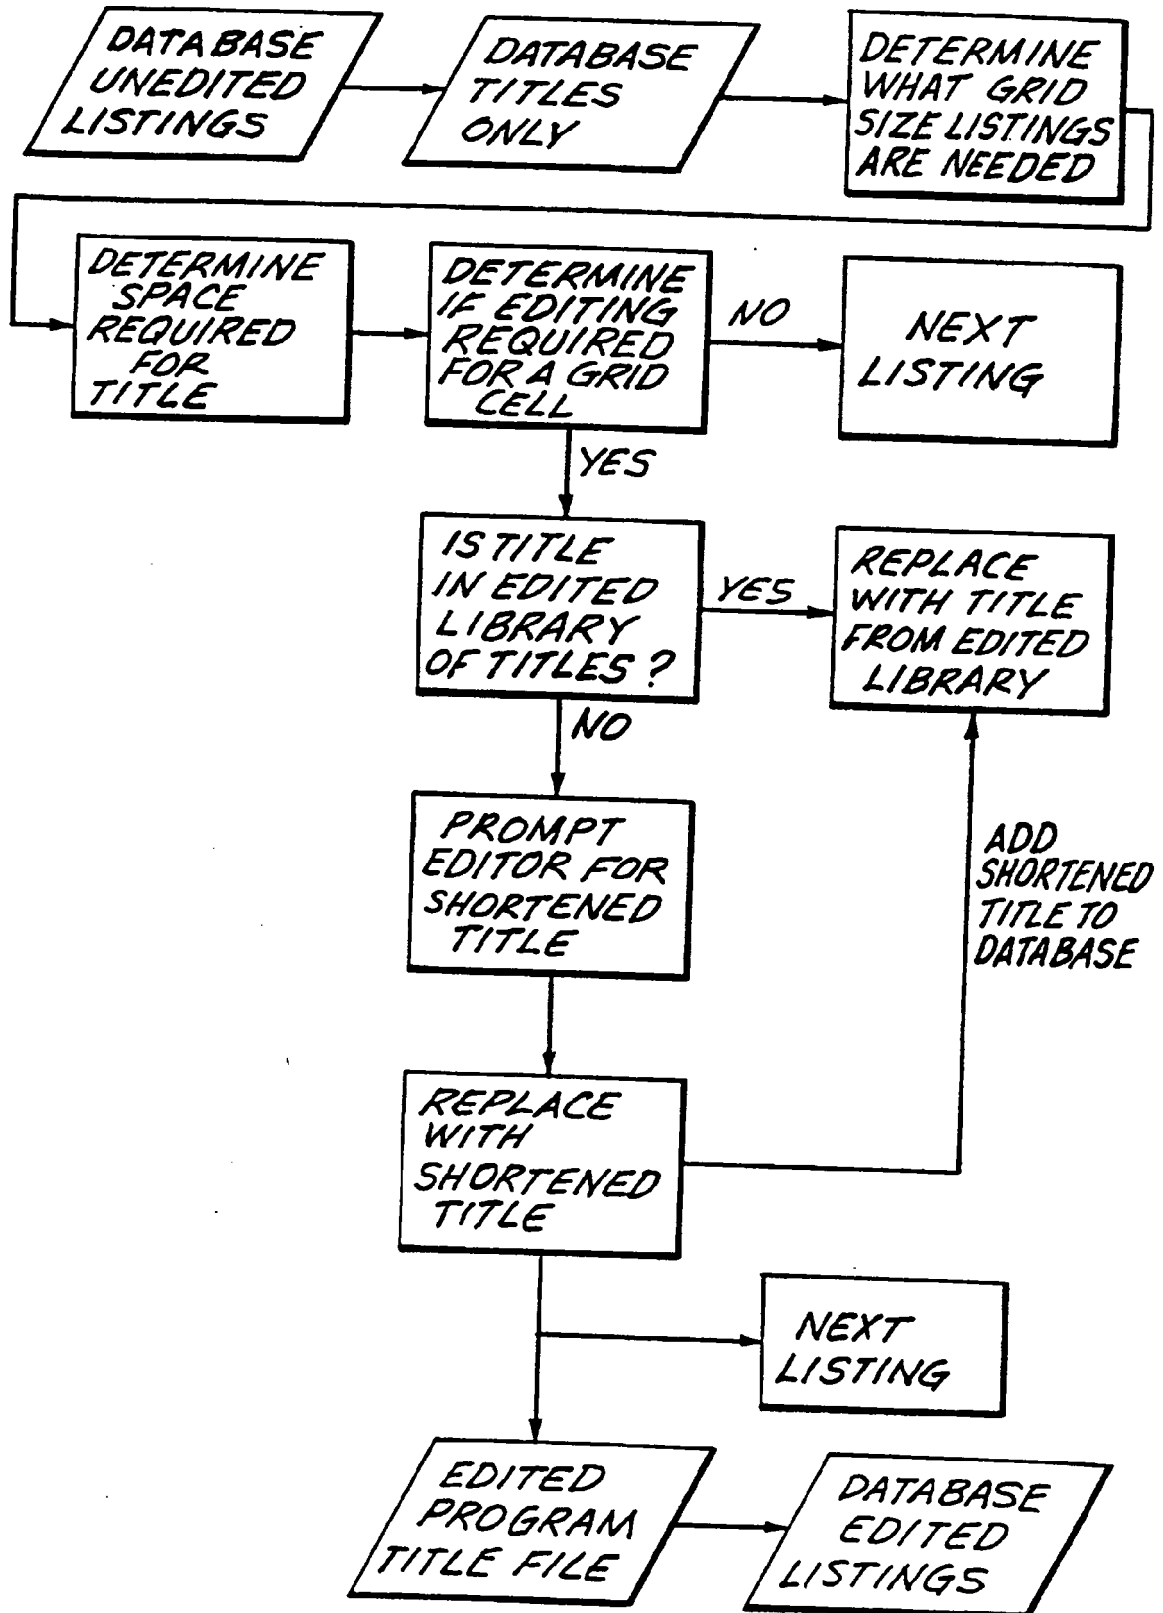 DATABASE
UNEDITED
LISTINGS
DATABASE
TITLES
ONLY
DETERMINE
WHAT GRID
SIZE LISTINGS
ARE NEEDED
DETERMINE
SPACE
REQUIRED
FOR
TITLE
DETERMINE
IF EDITING
REQUIRED
FOR A GRID
CELL
NO
NEXT
LISTING
YES
IS TITLE
IN EDITED
LIBRARY
OF TITLES?
YES
REPLACE
WITH TITLE
FROM EDITED
LIBRARY
NO
PROMPT
EDITOR FOR
SHORTENED
TITLE
ADD
SHORTENED
TITLE TO
DATABASE
REPLACE
WITH
SHORTENED
TITLE
NEXT
LISTING
EDITED
PROGRAM
TITLE FILE
DATABASE
EDITED
LISTINGS